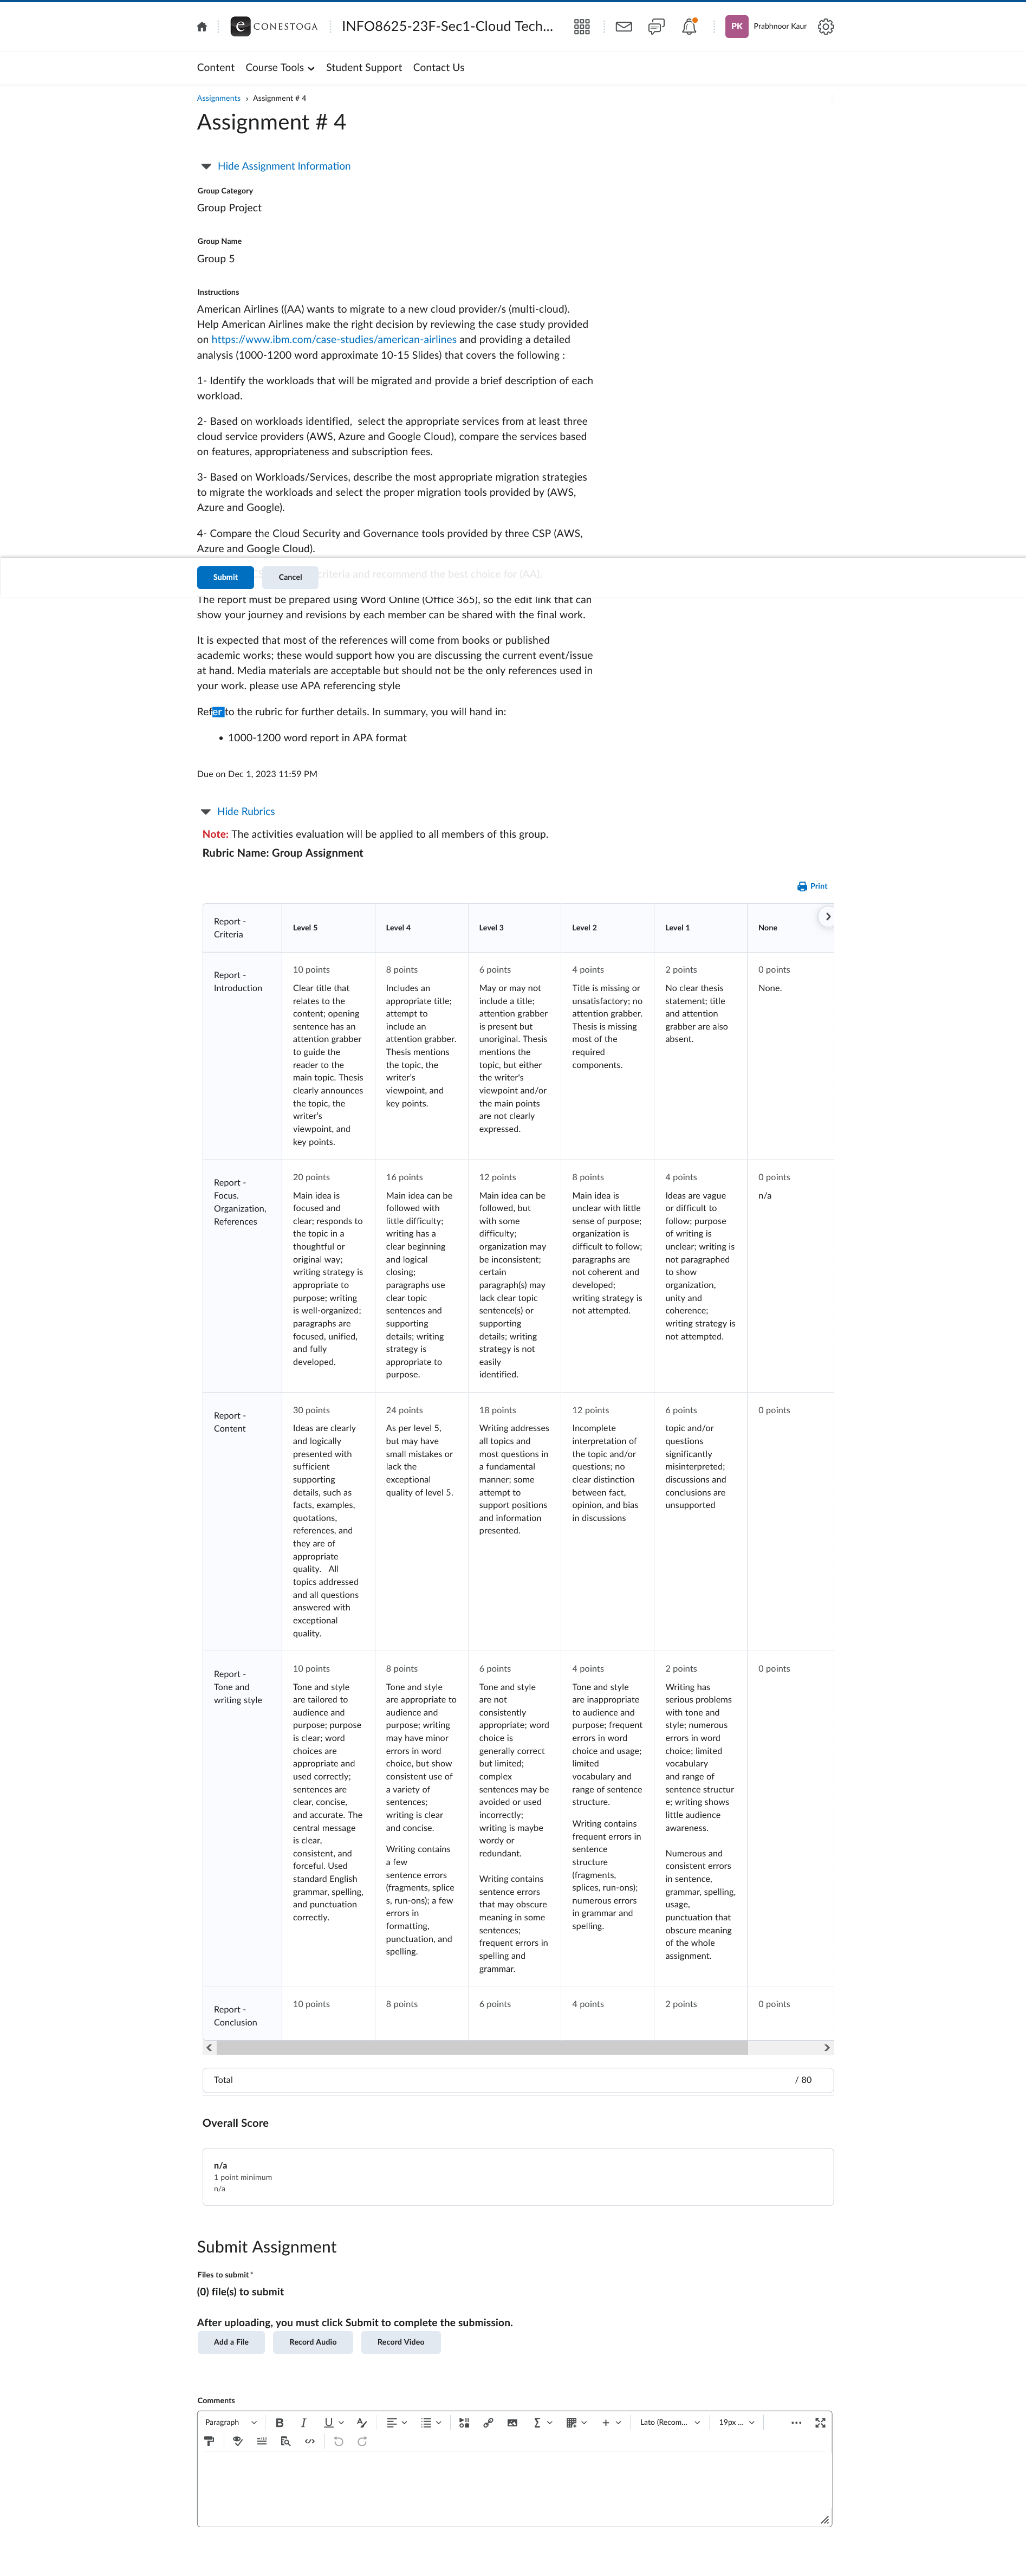 CONESTOGA
INFO8625-23F-Sec1-Cloud Tech...
PK
Prabhnoor Kaur
Content
Course Tools
Student Support
Contact Us
Assignments › Assignment # 4
Assignment # 4
Hide Assignment Information
Group Category
Group Project
Group Name
Group 5
Instructions
American Airlines ((AA) wants to migrate to a new cloud provider/s (multi-cloud).
Help American Airlines make the right decision by reviewing the case study provided
on https://www.ibm.com/case-studies/american-airlines and providing a detailed
analysis (1000-1200 word approximate 10-15 Slides) that covers the following :
1- Identify the workloads that will be migrated and provide a brief description of each
workload.
2- Based on workloads identified,  select the appropriate services from at least three
cloud service providers (AWS, Azure and Google Cloud), compare the services based
on features, appropriateness and subscription fees.
3- Based on Workloads/Services, describe the most appropriate migration strategies
to migrate the workloads and select the proper migration tools provided by (AWS,
Azure and Google).
4- Compare the Cloud Security and Governance tools provided by three CSP (AWS,
Azure and Google Cloud).
Submit
Cancel
criteria and recommend the best choice for (AA).
The report must be prepared using Word Online (Office 365), so the edit link that can
show your journey and revisions by each member can be shared with the final work.
It is expected that most of the references will come from books or published
academic works; these would support how you are discussing the current event/issue
at hand. Media materials are acceptable but should not be the only references used in
your work. please use APA referencing style
Refer to the rubric for further details. In summary, you will hand in:
• 1000-1200 word report in APA format
Due on Dec 1, 2023 11:59 PM
Hide Rubrics
Note: The activities evaluation will be applied to all members of this group.
Rubric Name: Group Assignment
Print
Report -
Criteria
Level 5
Level 4
Level 3
Level 2
Level 1
None
Report -
Introduction
10 points
Clear title that
relates to the
content; opening
sentence has an
attention grabber
to guide the
reader to the
main topic. Thesis
clearly announces
the topic, the
writer's
viewpoint, and
key points.
8 points
Includes an
appropriate title;
attempt to
include an
attention grabber.
Thesis mentions
the topic, the
writer's
viewpoint, and
key points.
6 points
May or may not
include a title;
attention grabber
is present but
unoriginal. Thesis
mentions the
topic, but either
the writer's
viewpoint and/or
the main points
are not clearly
expressed.
4 points
Title is missing or
unsatisfactory; no
attention grabber.
Thesis is missing
most of the
required
components.
2 points
No clear thesis
statement; title
and attention
grabber are also
absent.
0 points
None.
Report -
Focus.
Organization,
References
20 points
Main idea is
focused and
clear; responds to
the topic in a
thoughtful or
original way;
writing strategy is
appropriate to
purpose; writing
is well-organized;
paragraphs are
focused, unified,
and fully
developed.
16 points
Main idea can be
followed with
little difficulty;
writing has a
clear beginning
and logical
closing;
paragraphs use
clear topic
sentences and
supporting
details; writing
strategy is
appropriate to
purpose.
12 points
Main idea can be
followed, but
with some
difficulty;
organization may
be inconsistent;
certain
paragraph(s) may
lack clear topic
sentence(s) or
supporting
details; writing
strategy is not
easily
identified.
8 points
Main idea is
unclear with little
sense of purpose;
organization is
difficult to follow;
paragraphs are
not coherent and
developed;
writing strategy is
not attempted.
4 points
Ideas are vague
or difficult to
follow; purpose
of writing is
unclear; writing is
not paragraphed
to show
organization,
unity and
coherence;
writing strategy is
not attempted.
0 points
n/a
Report -
Content
30 points
Ideas are clearly
and logically
presented with
sufficient
supporting
details, such as
facts, examples,
quotations,
references, and
they are of
appropriate
quality.   All
topics addressed
and all questions
answered with
exceptional
quality.
24 points
As per level 5,
but may have
small mistakes or
lack the
exceptional
quality of level 5.
18 points
Writing addresses
all topics and
most questions in
a fundamental
manner; some
attempt to
support positions
and information
presented.
12 points
Incomplete
interpretation of
the topic and/or
questions; no
clear distinction
between fact,
opinion, and bias
in discussions
6 points
topic and/or
questions
significantly
misinterpreted;
discussions and
conclusions are
unsupported
0 points
Report -
Tone and
writing style
10 points
Tone and style
are tailored to
audience and
purpose; purpose
is clear; word
choices are
appropriate and
used correctly;
sentences are
clear, concise,
and accurate. The
central message
is clear,
consistent, and
forceful. Used
standard English
grammar, spelling,
and punctuation
correctly.
8 points
Tone and style
are appropriate to
audience and
purpose; writing
may have minor
errors in word
choice, but show
consistent use of
a variety of
sentences;
writing is clear
and concise.
Writing contains
a few
sentence errors
(fragments, splice
s, run-ons); a few
errors in
formatting,
punctuation, and
spelling.
6 points
Tone and style
are not
consistently
appropriate; word
choice is
generally correct
but limited;
complex
sentences may be
avoided or used
incorrectly;
writing is maybe
wordy or
redundant.
Writing contains
sentence errors
that may obscure
meaning in some
sentences;
frequent errors in
spelling and
grammar.
4 points
Tone and style
are inappropriate
to audience and
purpose; frequent
errors in word
choice and usage;
limited
vocabulary and
range of sentence
structure.
Writing contains
frequent errors in
sentence
structure
(fragments,
splices, run-ons);
numerous errors
in grammar and
spelling.
2 points
Writing has
serious problems
with tone and
style; numerous
errors in word
choice; limited
vocabulary
and range of
sentence structur
e; writing shows
little audience
awareness.
Numerous and
consistent errors
in sentence,
grammar, spelling,
usage,
punctuation that
obscure meaning
of the whole
assignment.
0 points
Report -
Conclusion
10 points
8 points
6 points
4 points
2 points
0 points
Total
/ 80
Overall Score
n/a
1 point minimum
n/a
Submit Assignment
Files to submit *
(0) file(s) to submit
After uploading, you must click Submit to complete the submission.
Add a File
Record Audio
Record Video
Comments
Paragraph
Lato (Recom...
19px ...